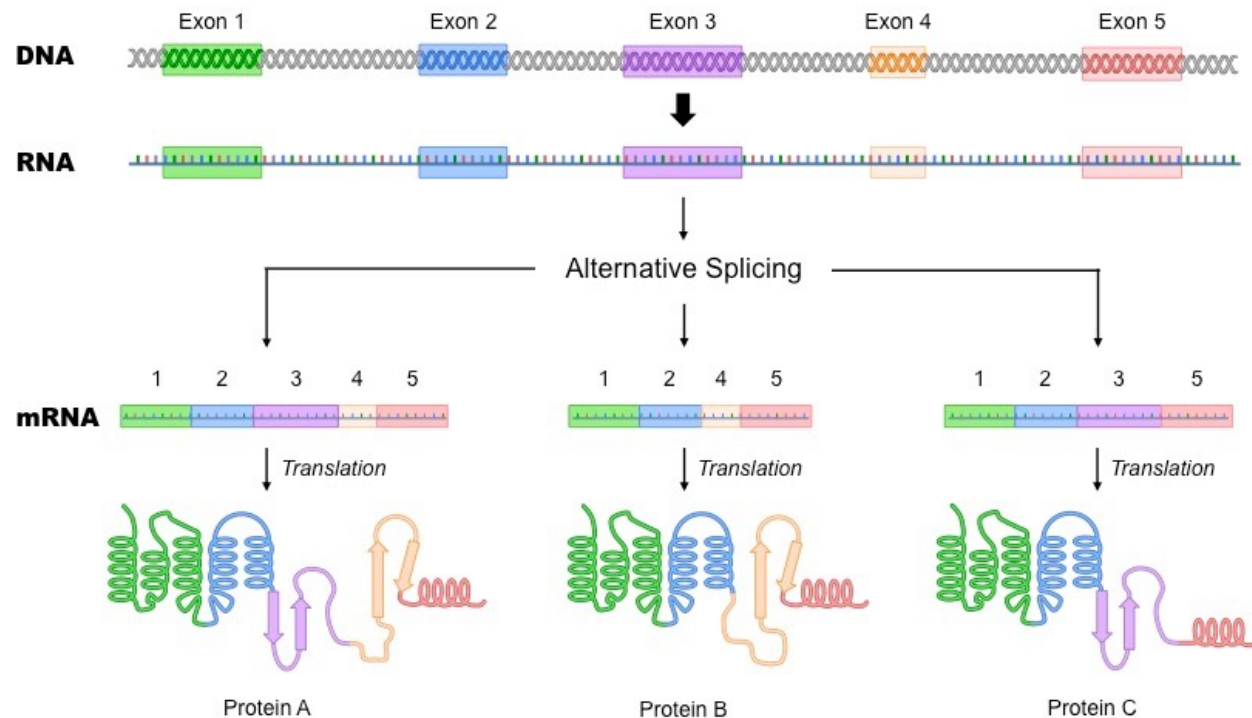 Exon 1 Exon 2 Exon 3 Exon 4 Exon 5
DNA
RNA
Alternative Splicing
1 2 3 4 5 1 2 4 5 1 2 3 5
mRNA
Translation Translation Translation
Protein A Protein B Protein C